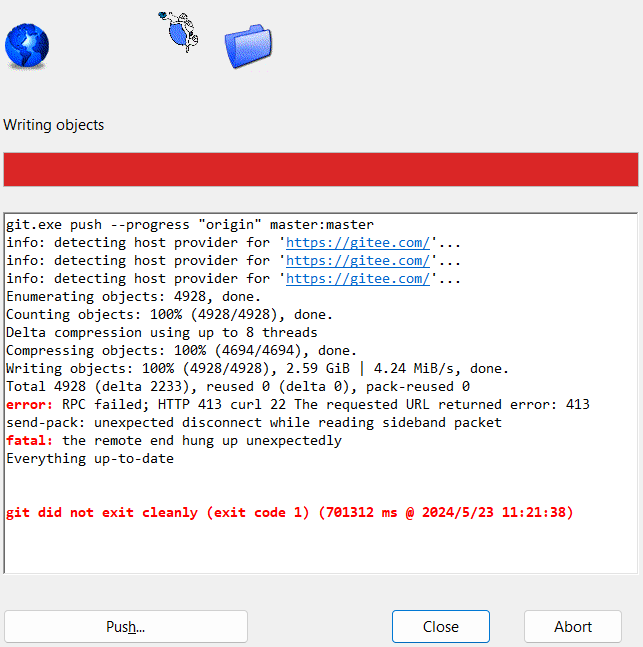 Writing objects
git.exe push --progress "origin" master:master
info: detecting host provider for 'https://gitee.com/'...
info: detecting host provider for 'https://gitee.com/'...
info: detecting host provider for 'https://gitee.com/'...
Enumerating objects: 4928, done.
Counting objects: 100% (4928/4928), done.
Delta compression using up to 8 threads
Compressing objects: 100% (4694/4694), done.
Writing objects: 100% (4928/4928), 2.59 GiB | 4.24 MiB/s, done.
Total 4928 (delta 2233), reused 0 (delta 0), pack-reused 0
error: RPC failed; HTTP 413 curl 22 The requested URL returned error: 413
send-pack: unexpected disconnect while reading sideband packet
fatal: the remote end hung up unexpectedly
Everything up-to-date
git did not exit cleanly (exit code 1) (701312 ms @ 2024/5/23 11:21:38)
Push...
Close
Abort